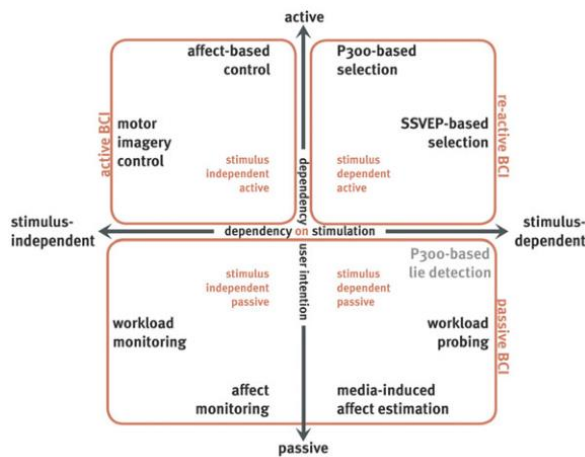 active
affect-based
control
P300-based
selection
active BCI
motor
imagery
control
SSVEP-based
selection
re-active BCI
stimulus
independent
active
dependency
stimulus
dependent
active
stimulus-
independent
dependency on stimulation
stimulus-
dependent
user intention
P300-based
lie detection
stimulus
independent
passive
stimulus
dependent
passive
workload
monitoring
workload
probing
passive BCI
affect
monitoring
media-induced
affect estimation
passive